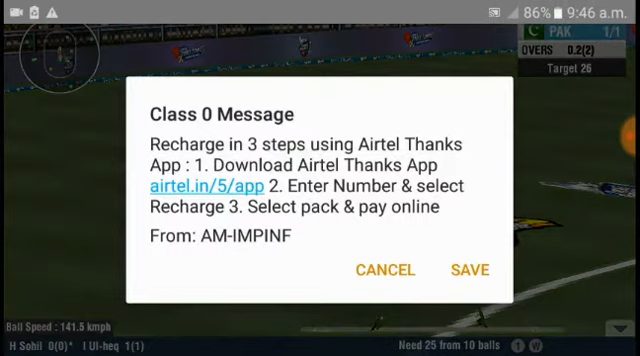 86% 9:46 a.m.
PAK 1/1
OVERS 0.2(2)
Target 26
Class 0 Message
Recharge in 3 steps using Airtel Thanks
App : 1. Download Airtel Thanks App
airtel.in/5/app 2. Enter Number & select
Recharge 3. Select pack & pay online
From: AM-IMPINF
CANCEL SAVE
Ball Speed : 141.5 kmph
H Sohil 0(0)* I Ul-heq 1(1) Need 25 from 10 balls 1 W